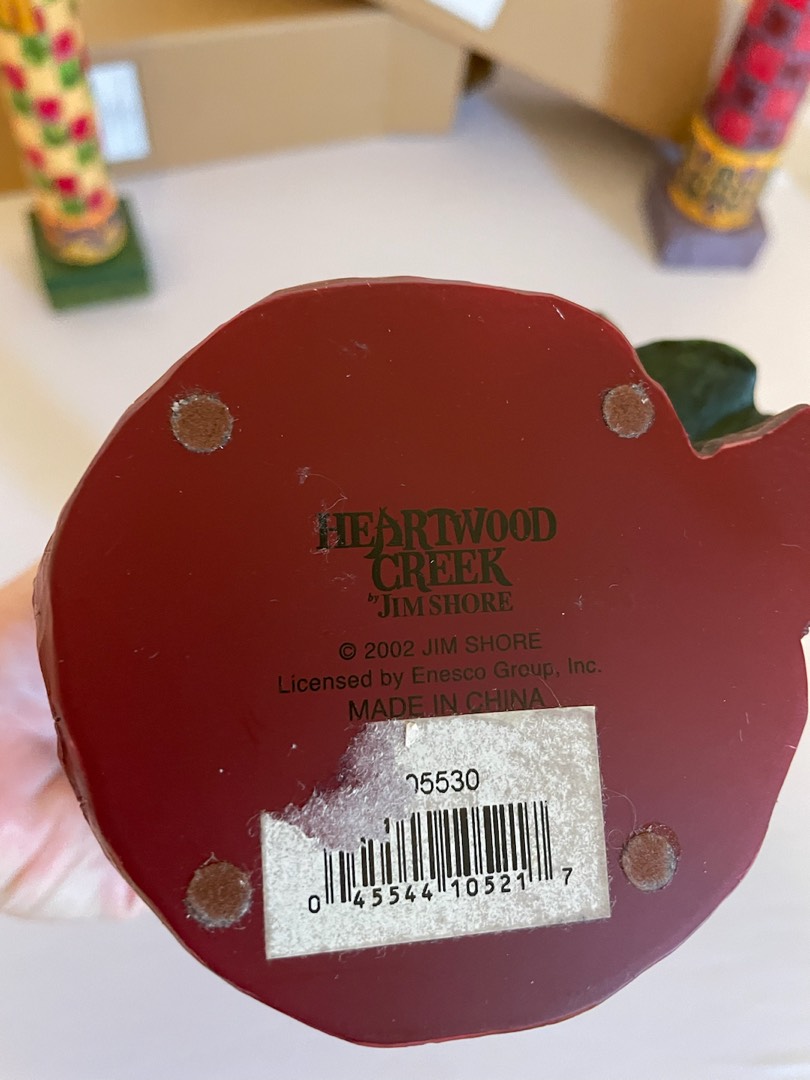 HEARTWOOD
CREEK
by JIM SHORE
© 2002 JIM SHORE
Licensed by Enesco Group, Inc.
MADE IN CHINA
05530
0 45544 10521 7